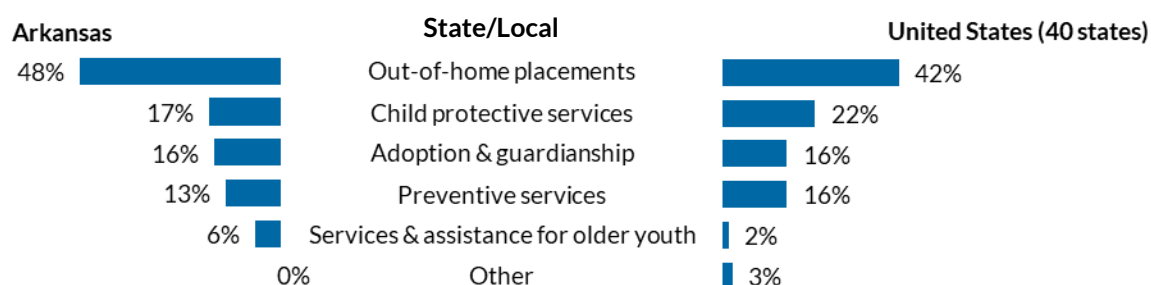 Arkansas State/Local United States (40 states)
48% Out-of-home placements 42%
17% Child protective services 22%
16% Adoption & guardianship 16%
13% Preventive services 16%
6% Services & assistance for older youth 2%
0% Other 3%